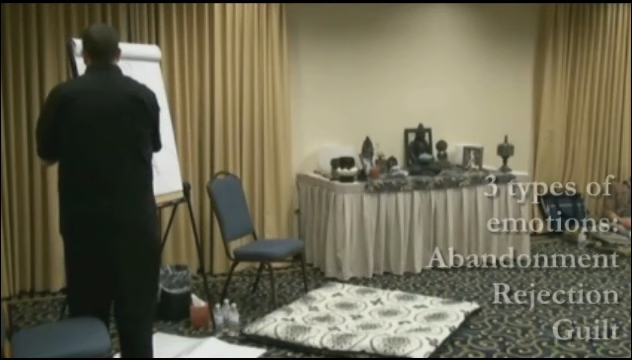 3 types of
emotions:
Abandonment
Rejection
Guilt